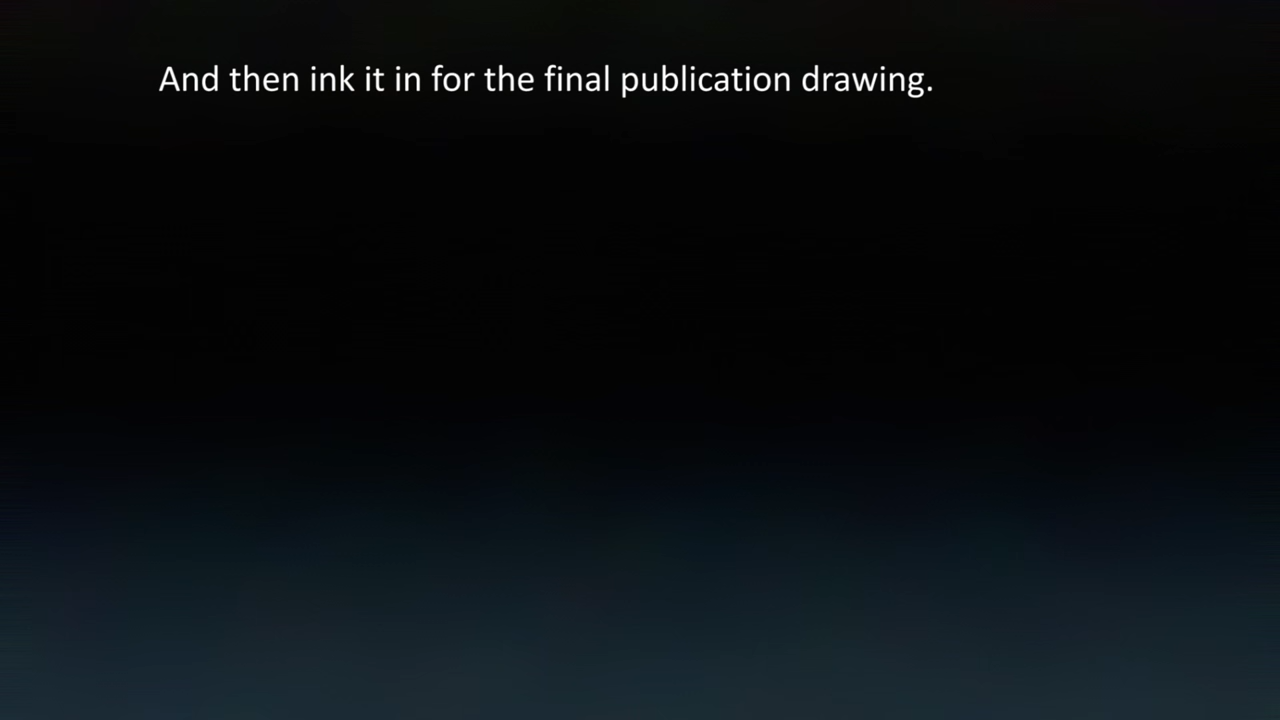 And then ink it in for the final publication drawing.